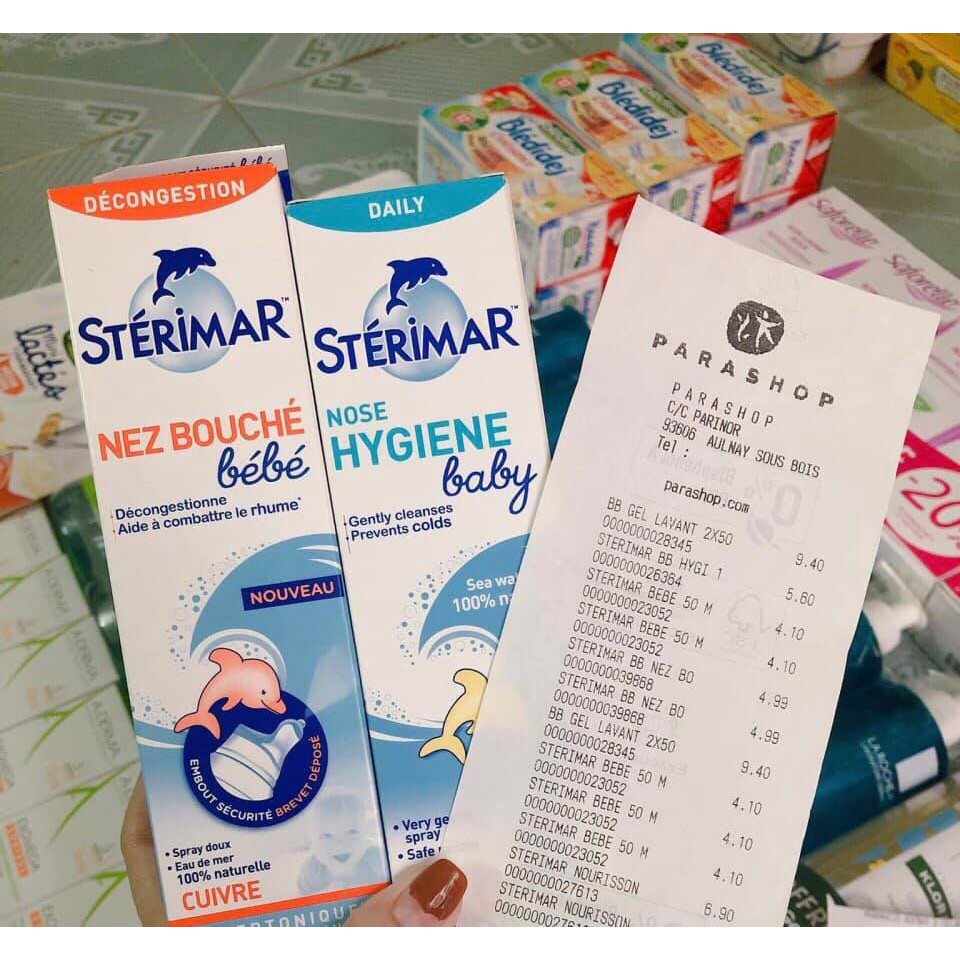 DÉCONGESTION
STÉRIMAR™
NEZ BOUCHÉ
bébé
Décongestionne
Aide à combattre le rhume*
NOUVEAU
EMBOUT SÉCURITÉ BREVET DÉPOSÉ
• Spray doux
• Eau de mer
100% naturelle
CUIVRE
DAILY
STÉRIMAR™
NOSE
HYGIENE
baby
Gently cleanses
Prevents colds
Sea
100%
• Very
spray
• Safe
PARASHOP
PARASHOP
C/C PARINOR
93606 AULNAY SOUS BOIS
Tel :
parashop.com
BB GEL LAVANT 2X50 9.40
0000000028345
STERIMAR BB HYGI 1 5.60
0000000026364
STERIMAR BEBE 50 M 4.10
0000000023052
STERIMAR BEBE 50 M 4.10
0000000023052
STERIMAR BB NEZ BO 4.99
0000000039868
STERIMAR BB NEZ BO 4.99
0000000039868
BB GEL LAVANT 2X50 9.40
0000000028345
STERIMAR BEBE 50 M 4.10
0000000023052
STERIMAR BEBE 50 M 4.10
0000000023052
STERIMAR BEBE 50 M 4.10
0000000023052
STERIMAR NOURISSON 6.90
0000000027613
STERIMAR NOURISSON
Blédidej
Blédidej
Blédidej
Saforelle
Saforelle
-20%
lactés
A-DERMA
KLOR